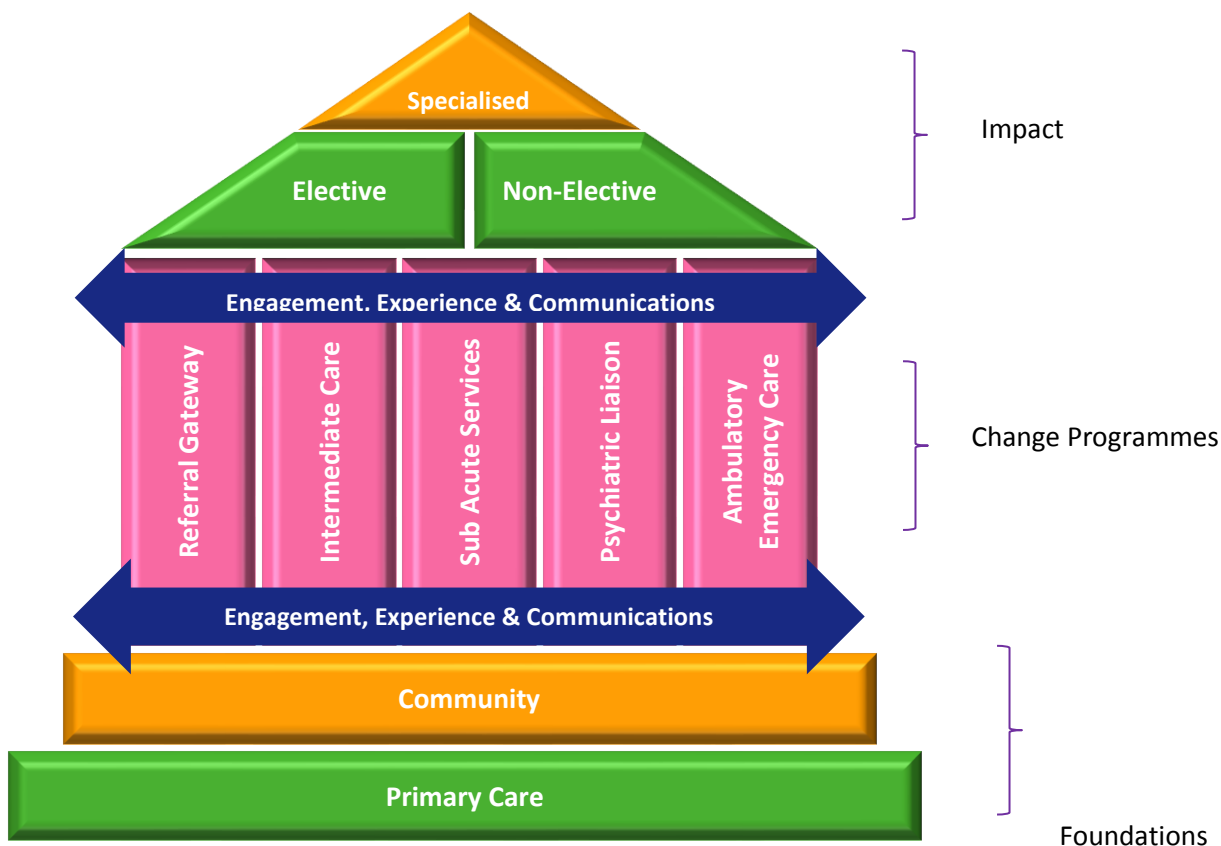 Specialised
Impact
Elective
Non-Elective
Engagement, Experience & Communications
Referral Gateway
Intermediate Care
Sub Acute Services
Psychiatric Liaison
Ambulatory
Emergency Care
Change Programmes
Engagement, Experience & Communications
Community
Primary Care
Foundations